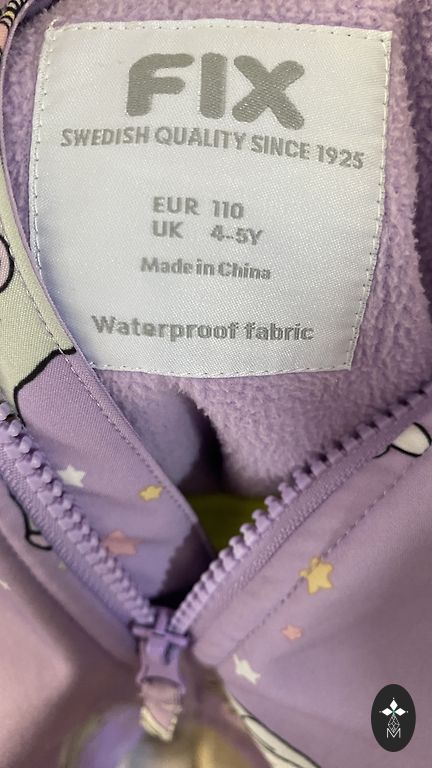 FIX
SWEDISH QUALITY SINCE 1925
EUR 110
UK 4-5Y
Made in China
Waterproof fabric